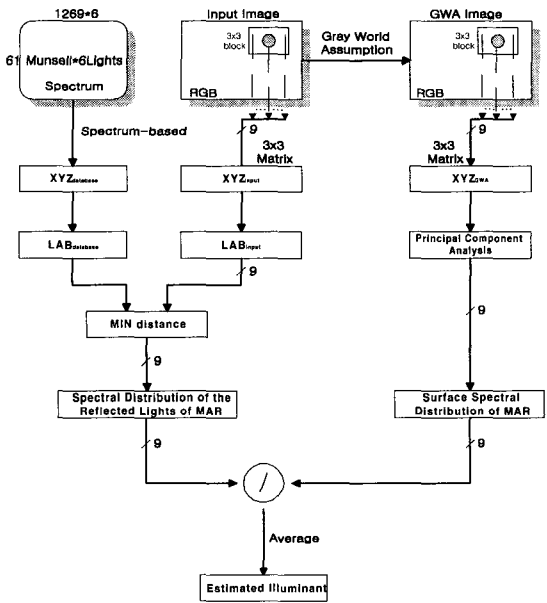 1269*6
61
Munsell*6Lights
Spectrum
Input Image
3x3
block
RGB
Gray World
Assumption
GWA Image
3x3
block
RGB
Spectrum-based
9
3x3
Matrix
9
3x3
Matrix
XYZdatabase
XYZinput
XYZGWA
LABdatabase
LABinput
Principal Component
Analysis
9
MIN distance
9
9
Spectral Distribution of the
Reflected Lights of MAR
Surface Spectral
Distribution of MAR
9
9
/
Average
Estimated Illuminant